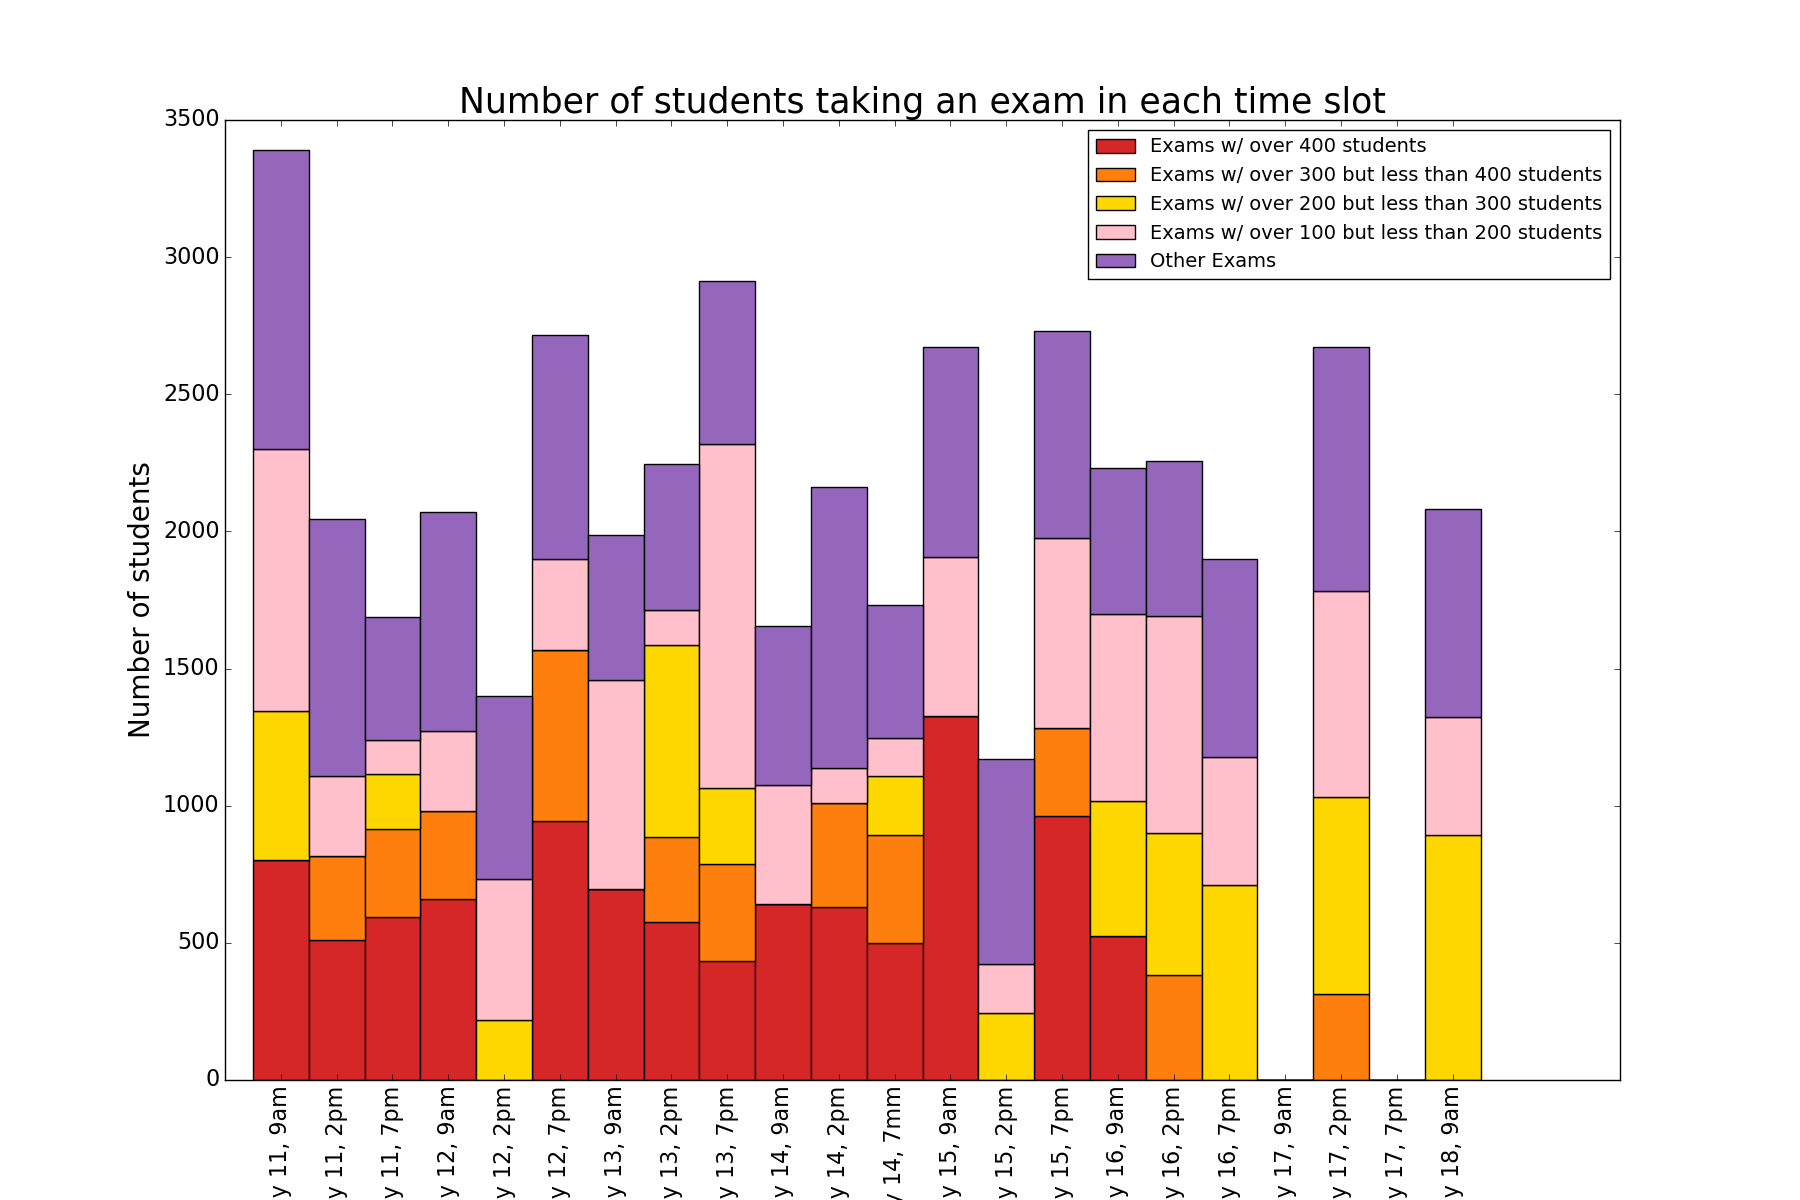 Number of students taking an exam in each time slot
Exams w/ over 400 students
Exams w/ over 300 but less than 400 students
Exams w/ over 200 but less than 300 students
Exams w/ over 100 but less than 200 students
Other Exams
Number of students
3500
3000
2500
2000
1500
1000
500
0
y 11, 9am
y 11, 2pm
y 11, 7pm
y 12, 9am
y 12, 2pm
y 12, 7pm
y 13, 9am
y 13, 2pm
y 13, 7pm
y 14, 9am
y 14, 2pm
y 14, 7mm
y 15, 9am
y 15, 2pm
y 15, 7pm
y 16, 9am
y 16, 2pm
y 16, 7pm
y 17, 9am
y 17, 2pm
y 17, 7pm
y 18, 9am